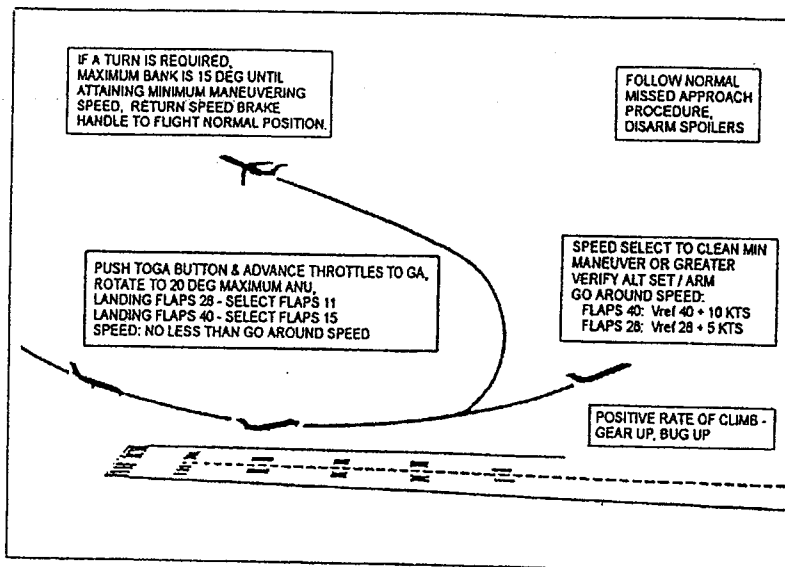 IF A TURN IS REQUIRED,
MAXIMUM BANK IS 15 DEG UNTIL
ATTAINING MINIMUM MANEUVERING
SPEED, RETURN SPEED BRAKE
HANDLE TO FLIGHT NORMAL POSITION.
FOLLOW NORMAL
MISSED APPROACH
PROCEDURE,
DISARM SPOILERS
PUSH TOGA BUTTON & ADVANCE THROTTLES TO GA,
ROTATE TO 20 DEG MAXIMUM ANU,
LANDING FLAPS 28 - SELECT FLAPS 11
LANDING FLAPS 40 - SELECT FLAPS 15
SPEED: NO LESS THAN GO AROUND SPEED
SPEED SELECT TO CLEAN MIN
MANEUVER OR GREATER
VERIFY ALT SET / ARM
GO AROUND SPEED:
FLAPS 40: Vref 40 + 10 KTS
FLAPS 28: Vref 28 + 5 KTS
POSITIVE RATE OF CLIMB -
GEAR UP, BUG UP